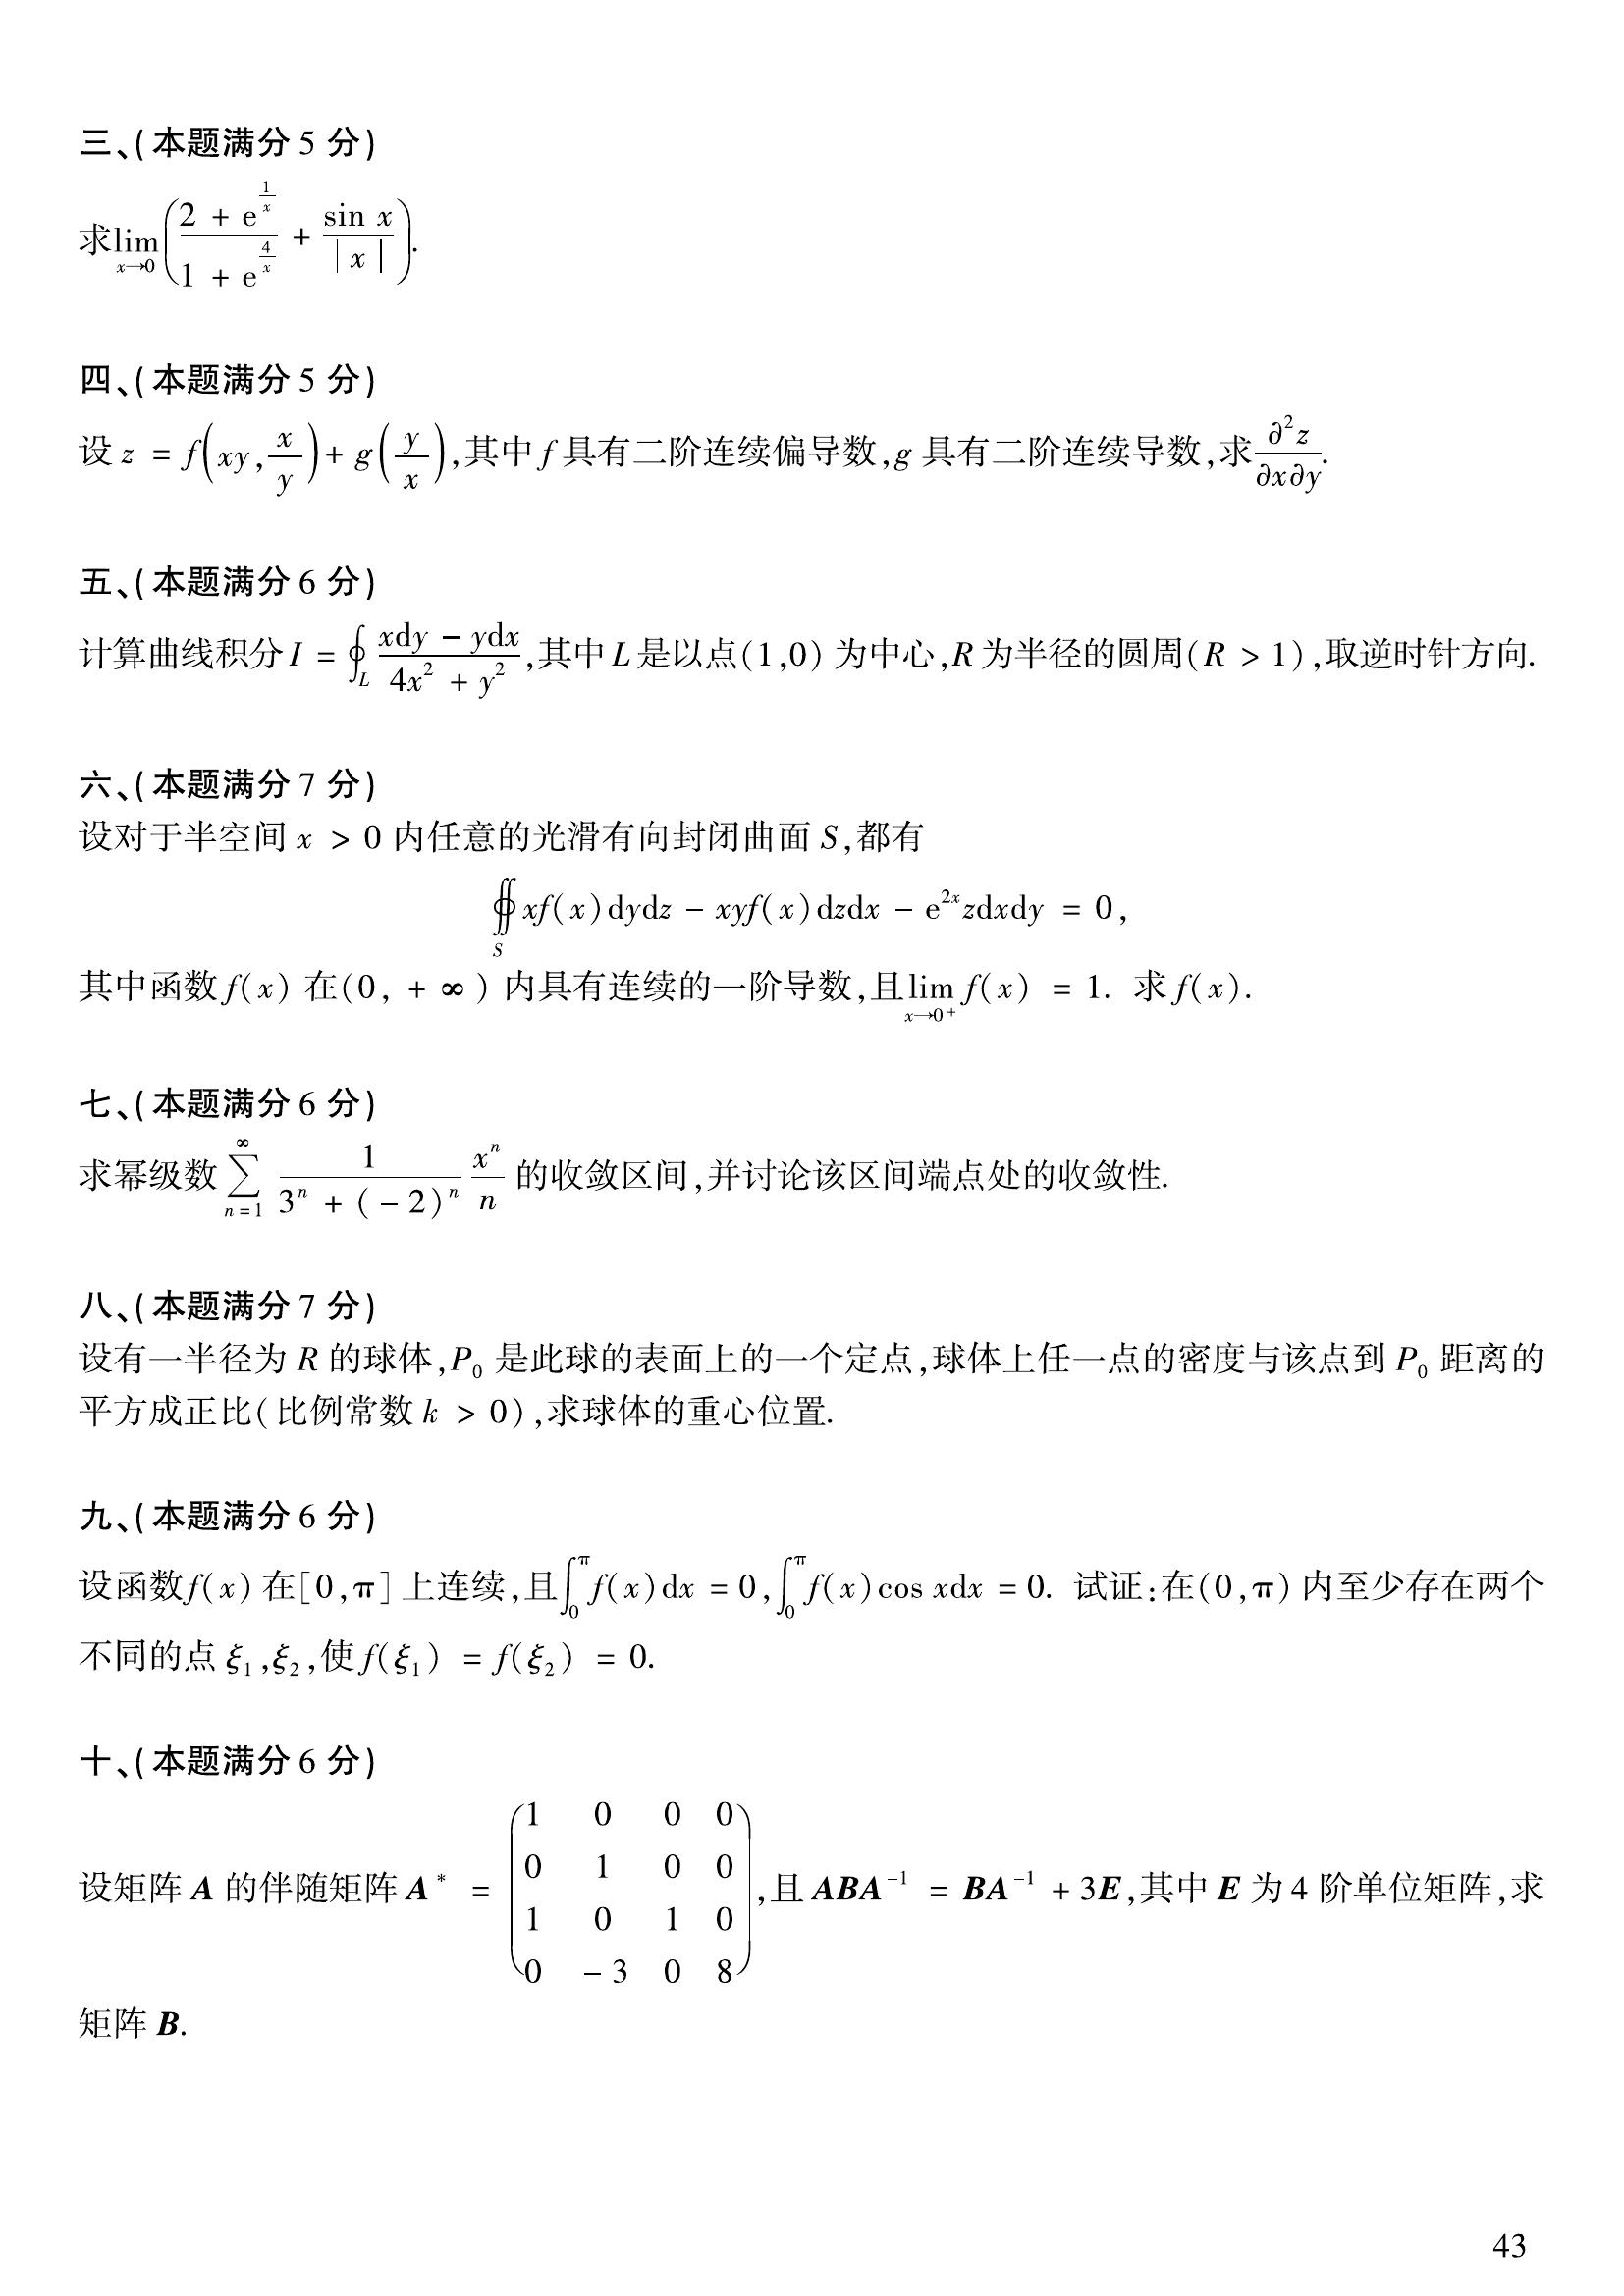 三、(本题满分 5 分)
求$\lim\limits_{x\to 0}\left(\dfrac{2+\mathrm{e}^{\frac{1}{x}}}{1+\mathrm{e}^{\frac{4}{x}}}+\dfrac{\sin x}{|x|}\right)$.
四、(本题满分 5 分)
设 $z=f\left(xy,\dfrac{x}{y}\right)+g\left(\dfrac{y}{x}\right)$,其中 $f$ 具有二阶连续偏导数,$g$ 具有二阶连续导数,求$\dfrac{\partial^2 z}{\partial x\partial y}$.
五、(本题满分 6 分)
计算曲线积分 $I=\oint_L\dfrac{x\mathrm{d}y-y\mathrm{d}x}{4x^2+y^2}$,其中 $L$ 是以点(1,0) 为中心,$R$ 为半径的圆周($R>1$),取逆时针方向.
六、(本题满分 7 分)
设对于半空间 $x>0$ 内任意的光滑有向封闭曲面 $S$,都有
$\oiint\limits_S xf(x)\mathrm{d}y\mathrm{d}z-xyf(x)\mathrm{d}z\mathrm{d}x-\mathrm{e}^{2x}z\mathrm{d}x\mathrm{d}y=0$,
其中函数 $f(x)$ 在$(0,+\infty)$ 内具有连续的一阶导数,且$\lim\limits_{x\to 0^+}f(x)=1$. 求 $f(x)$.
七、(本题满分 6 分)
求幂级数 $\sum\limits_{n=1}^{\infty}\dfrac{1}{3^n+(-2)^n}\dfrac{x^n}{n}$ 的收敛区间,并讨论该区间端点处的收敛性.
八、(本题满分 7 分)
设有一半径为 $R$ 的球体,$P_0$ 是此球的表面上的一个定点,球体上任一点的密度与该点到 $P_0$ 距离的
平方成正比(比例常数 $k>0$),求球体的重心位置.
九、(本题满分 6 分)
设函数$f(x)$ 在$[0,\pi]$ 上连续,且$\int_0^{\pi}f(x)\mathrm{d}x=0$,$\int_0^{\pi}f(x)\cos x\mathrm{d}x=0$. 试证:在$(0,\pi)$ 内至少存在两个
不同的点 $\xi_1$,$\xi_2$,使 $f(\xi_1)=f(\xi_2)=0$.
十、(本题满分 6 分)
设矩阵 $\boldsymbol{A}$ 的伴随矩阵 $\boldsymbol{A}^*=\begin{pmatrix}1&0&0&0\\0&1&0&0\\1&0&1&0\\0&-3&0&8\end{pmatrix}$,且 $\boldsymbol{ABA}^{-1}=\boldsymbol{BA}^{-1}+3\boldsymbol{E}$,其中 $\boldsymbol{E}$ 为 4 阶单位矩阵,求
矩阵 $\boldsymbol{B}$.
43